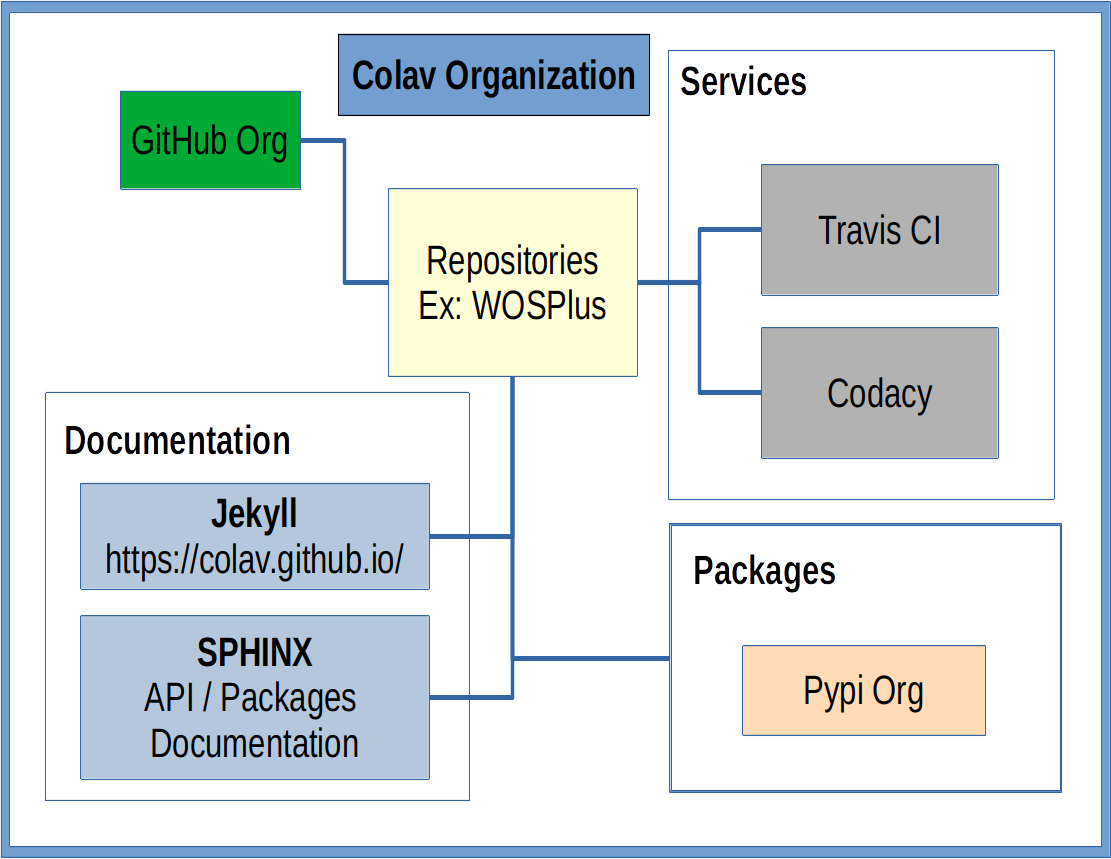 Colav Organization
GitHub Org
Repositories
Ex: WOSPlus
Services
Travis CI
Codacy
Documentation
Jekyll
https://colav.github.io/
SPHINX
API / Packages
Documentation
Packages
Pypi Org